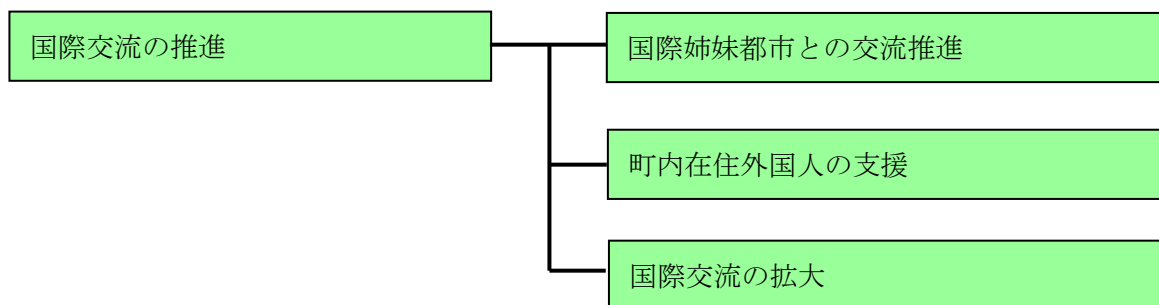 国際交流の推進
国際姉妹都市との交流推進
町内在住外国人の支援
国際交流の拡大